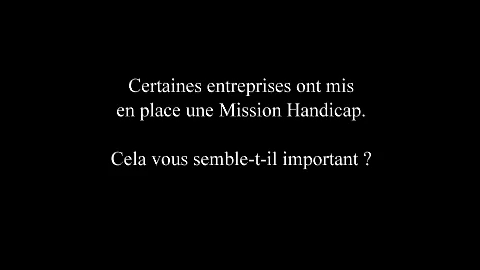 Certaines entreprises ont mis
en place une Mission Handicap.
Cela vous semble-t-il important ?